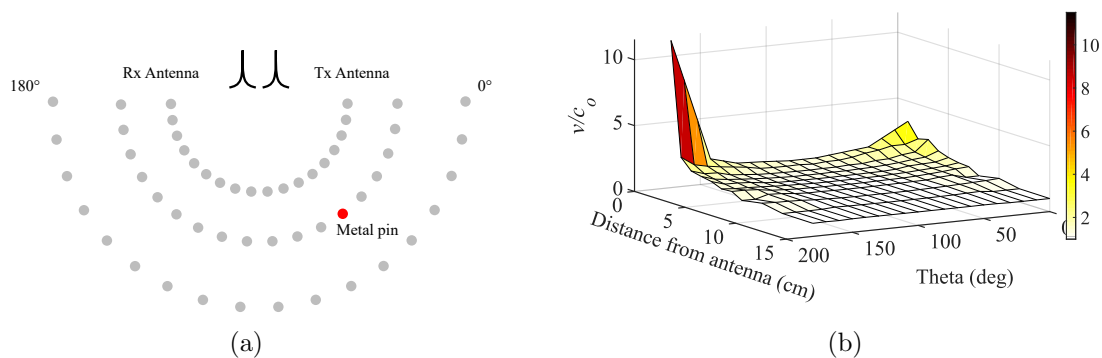 Rx Antenna
Tx Antenna
180°
0°
Metal pin
(a)
10
5
0
v/c_o
0
5
10
15
Distance from antenna (cm)
200
150
100
50
0
Theta (deg)
10
8
6
4
2
(b)